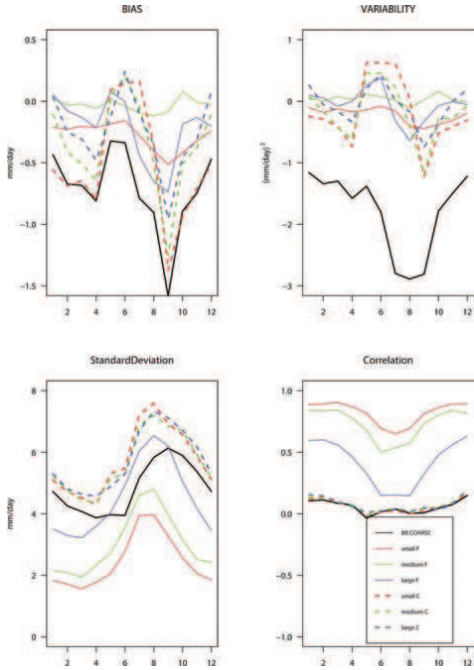 BIAS
VARIABILITY
0.5
0.0
−0.5
−1.0
−1.5
mm/day
2 4 6 8 10 12
1
0
−1
−2
−3
(mm/day)²
2 4 6 8 10 12
StandardDeviation
Correlation
8
6
4
2
0
mm/day
2 4 6 8 10 12
1.0
0.5
0.0
−0.5
−1.0
small F
medium F
large F
small C
medium C
large C
2 4 6 8 10 12